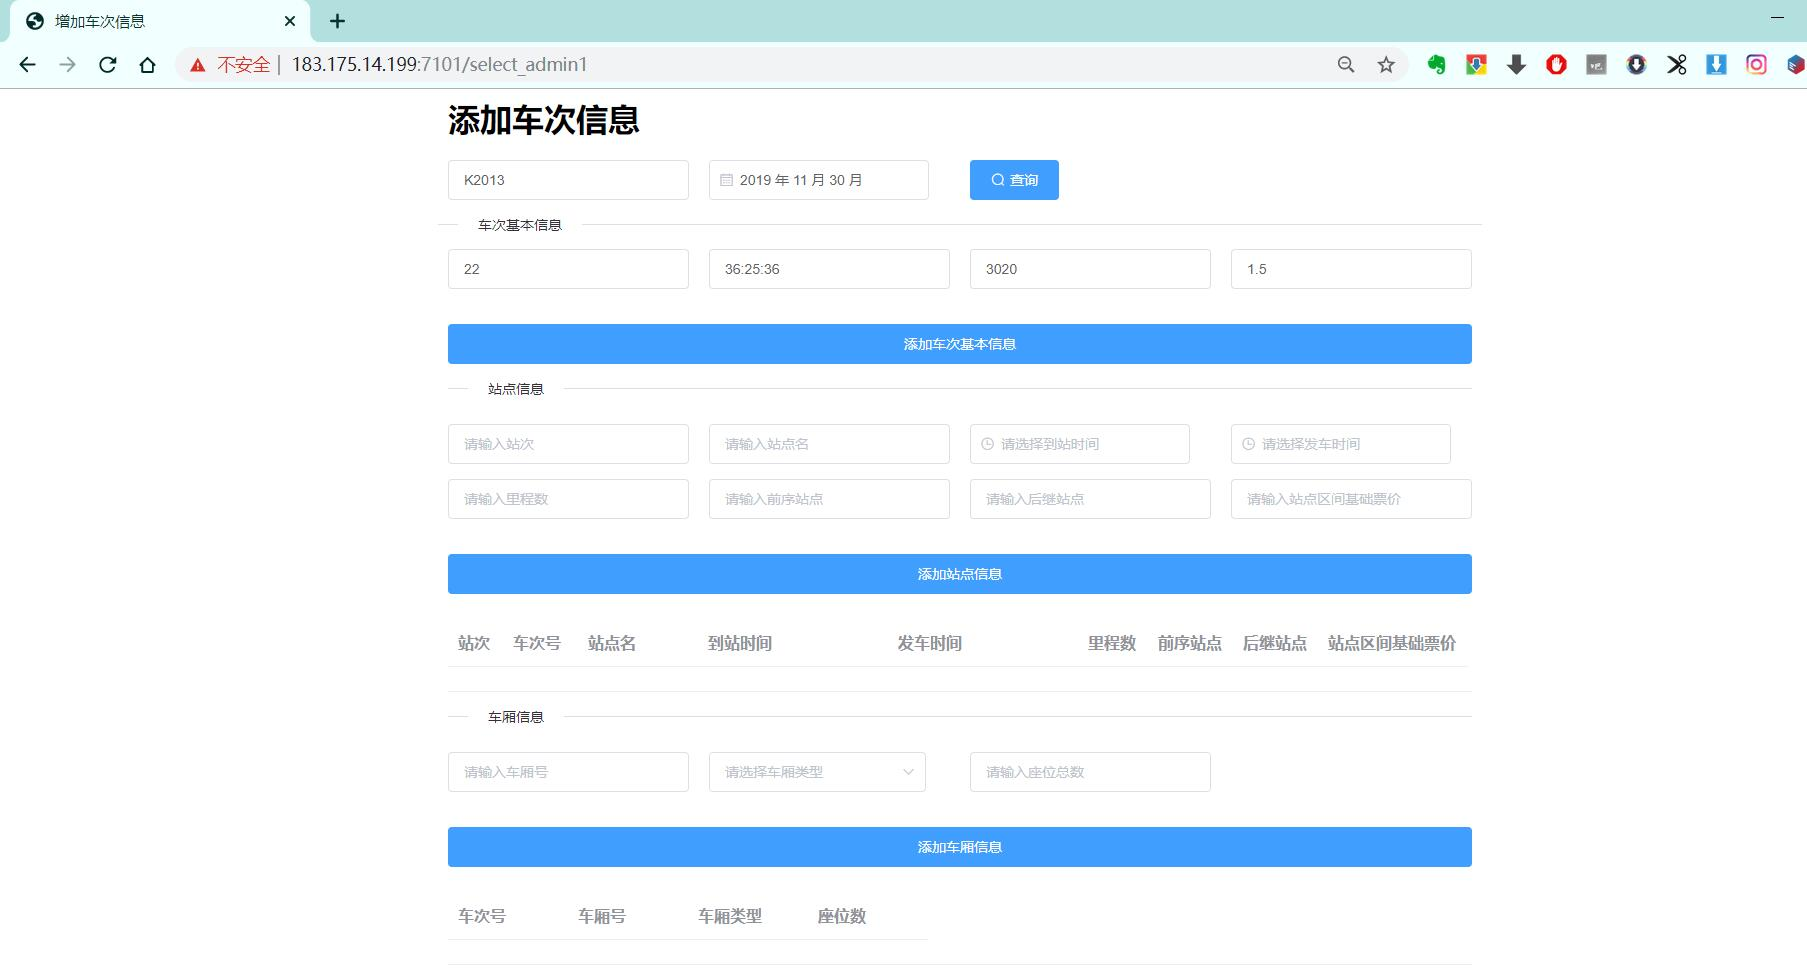 增加车次信息
不安全 | 183.175.14.199:7101/select_admin1
添加车次信息
K2013 2019 年 11 月 30 月 查询
车次基本信息
22 36:25:36 3020 1.5
添加车次基本信息
站点信息
请输入站次 请输入站点名 请选择到站时间 请选择发车时间
请输入里程数 请输入前序站点 请输入后继站点 请输入站点区间基础票价
添加站点信息
站次 车次号 站点名 到站时间 发车时间 里程数 前序站点 后继站点 站点区间基础票价
车厢信息
请输入车厢号 请选择车厢类型 请输入座位总数
添加车厢信息
车次号 车厢号 车厢类型 座位数